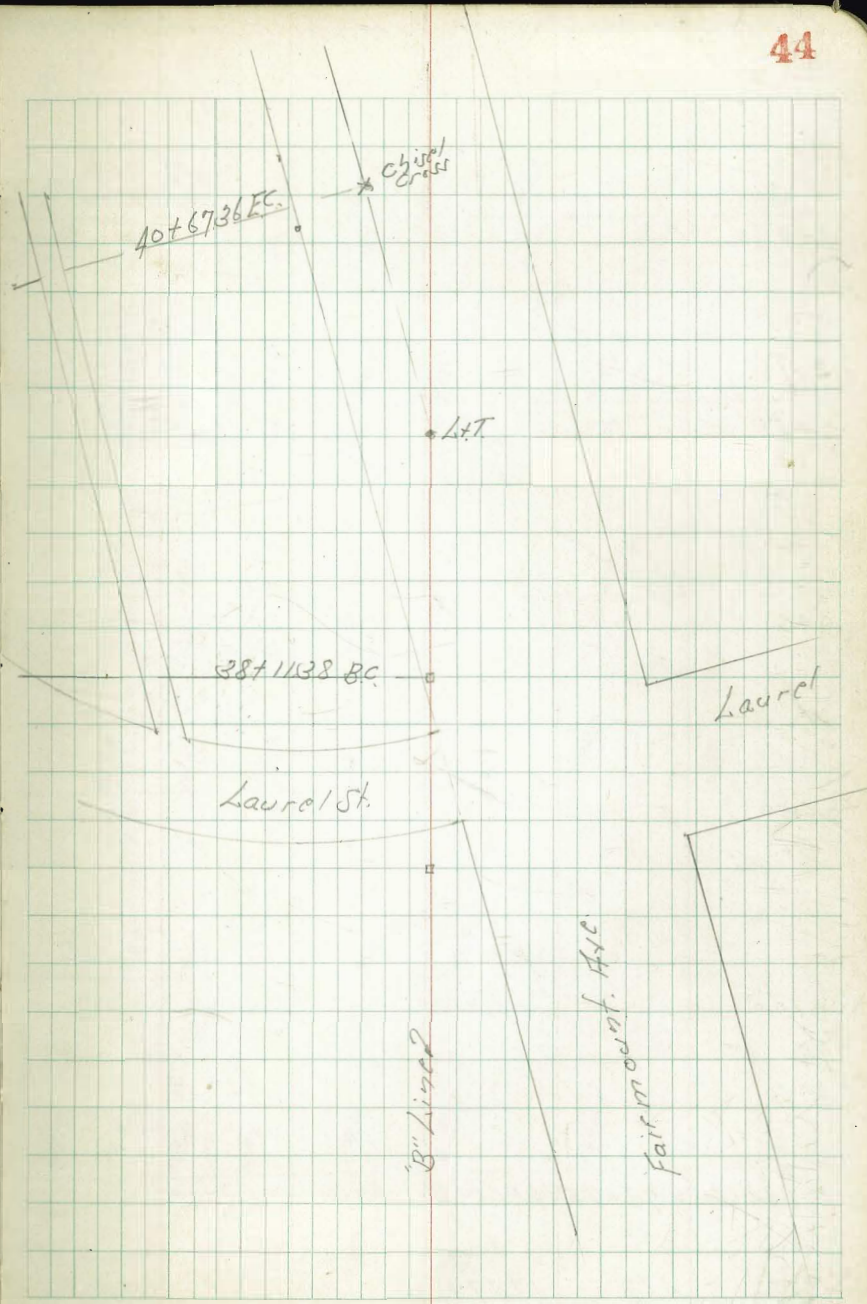 44
Chisel
Cross
40+67.36 E.C.
L&T.
38+11.38 B.C.
Laurel
Laurel St.
Fairmount. Ave
"B" Line